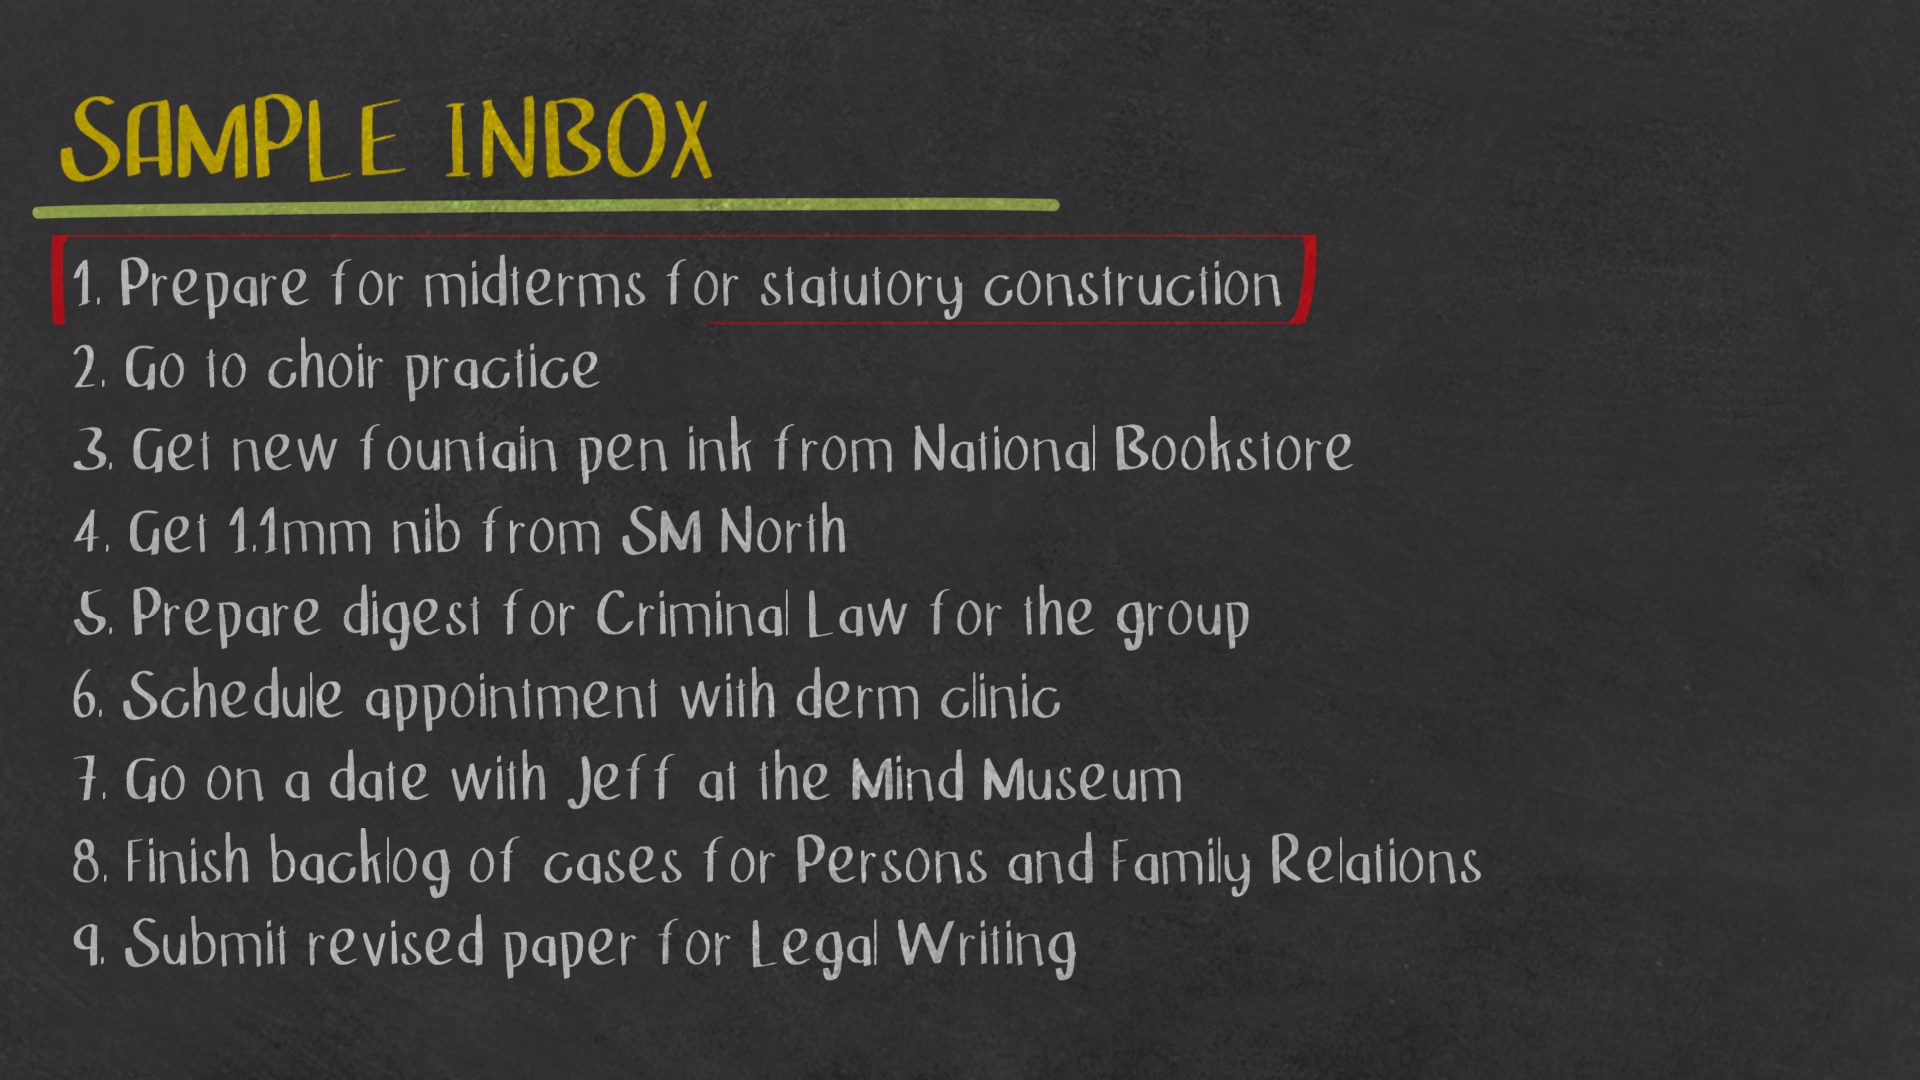 SAMPLE INBOX
1. Prepare for midterms for statutory construction
2. Go to choir practice
3. Get new fountain pen ink from National Bookstore
4. Get 1.1mm nib from SM North
5. Prepare digest for Criminal Law for the group
6. Schedule appointment with derm clinic
7. Go on a date with Jeff at the Mind Museum
8. Finish backlog of cases for Persons and Family Relations
9. Submit revised paper for Legal Writing